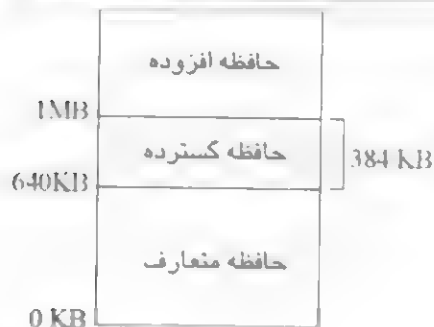 حافظه افزوده
1MB
حافظه گسترده
384 KB
640KB
حافظه متعارف
0 KB